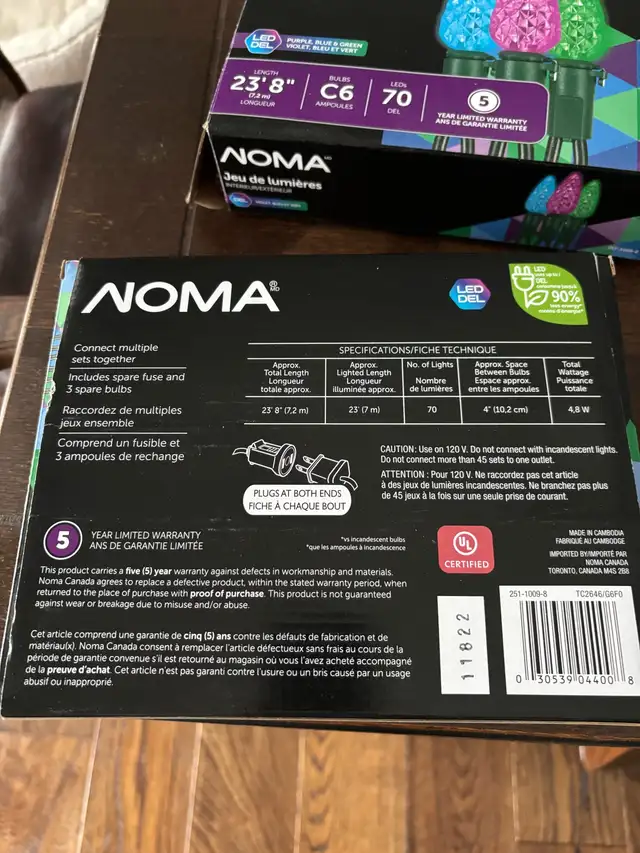 LED
DEL
PURPLE, BLUE & GREEN
VIOLET, BLEU ET VERT
LENGTH
23'8"
(7,2 m)
LONGUEUR
BULBS
C6
AMPOULES
LEDs
70
DEL
5
YEAR LIMITED WARRANTY
ANS DE GARANTIE LIMITÉE
NOMA
Jeu de lumières
INTÉRIEUR/EXTÉRIEUR
NOMA
MD
LED
DEL
LED
DEL
90%
less energy*
moins d'énergie*
Connect multiple
sets together
Includes spare fuse and
3 spare bulbs
Raccordez de multiples
jeux ensemble
Comprend un fusible et
3 ampoules de rechange
SPECIFICATIONS/FICHE TECHNIQUE
Approx.
Total Length
Longueur
totale approx.
Approx.
Lighted Length
Longueur
illuminée approx.
No. of Lights
Nombre
de lumières
Approx. Space
Between Bulbs
Espace approx.
entre les ampoules
Total
Wattage
Puissance
totale
23' 8" (7,2 m)
23' (7 m)
70
4" (10,2 cm)
4,8 W
PLUGS AT BOTH ENDS
FICHE À CHAQUE BOUT
CAUTION: Use on 120 V. Do not connect with incandescent lights.
Do not connect more than 45 sets to one outlet.
ATTENTION : Pour 120 V. Ne raccordez pas cet article
à des jeux de lumières incandescentes. Ne branchez pas plus
de 45 jeux à la fois sur une seule prise de courant.
5
YEAR LIMITED WARRANTY
ANS DE GARANTIE LIMITÉE
*vs incandescent bulbs
*que les ampoules à incandescence
UL
CERTIFIED
MADE IN CAMBODIA
FABRIQUÉ AU CAMBODGE
IMPORTED BY/IMPORTÉ PAR
NOMA CANADA
TORONTO, CANADA M4S 2B8
This product carries a five (5) year warranty against defects in workmanship and materials.
Noma Canada agrees to replace a defective product, within the stated warranty period, when
returned to the place of purchase with proof of purchase. This product is not guaranteed
against wear or breakage due to misuse and/or abuse.
Cet article comprend une garantie de cinq (5) ans contre les défauts de fabrication et de
matériau(x). Noma Canada consent à remplacer l'article défectueux sans frais au cours de la
période de garantie convenue s'il est retourné au magasin où vous l'avez acheté accompagné
de la preuve d'achat. Cet article n'est pas garanti contre l'usure ou un bris causé par un usage
abusif ou inapproprié.
11822
251-1009-8
TC2646/G6F0
0 30539 04400 8